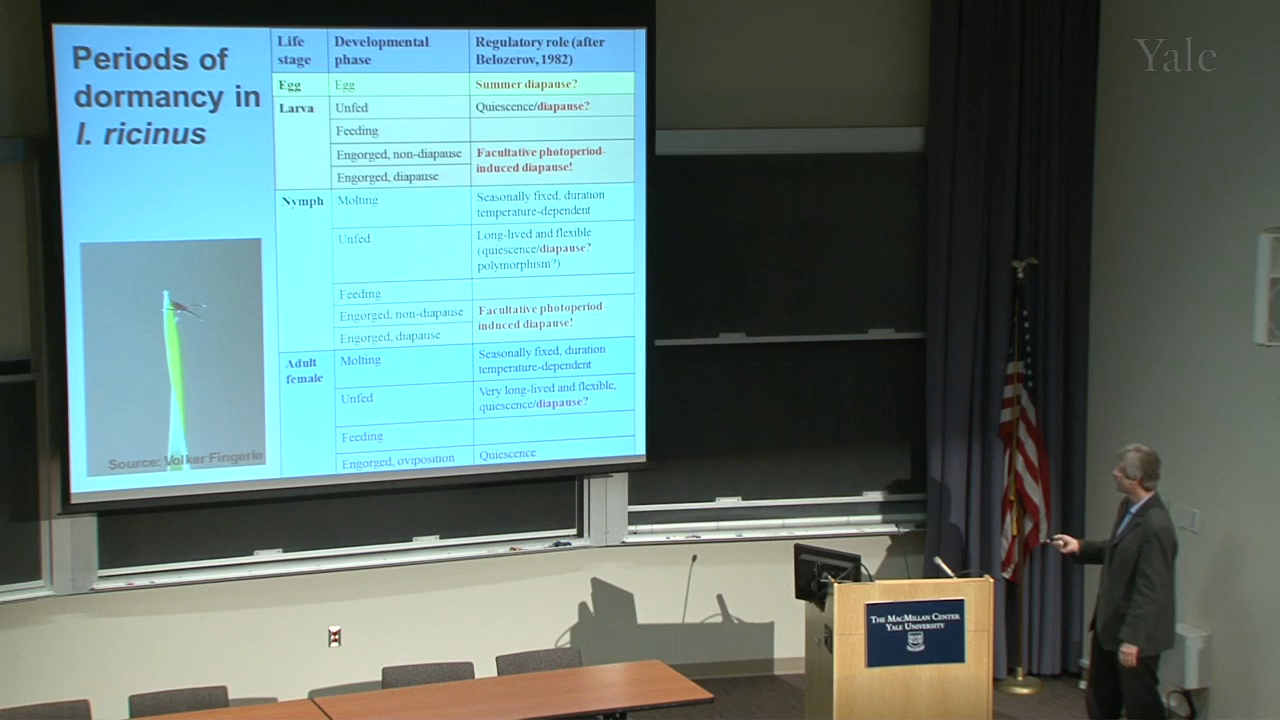 Periods of
dormancy in
I. ricinus
Source: Volker Fingerle
Life
stage
Developmental
phase
Regulatory role (after
Belozerov, 1982)
Egg
Egg
Summer diapause?
Larva
Unfed
Quiescence/diapause?
Feeding
Engorged, non-diapause
Facultative photoperiod-
induced diapause!
Engorged, diapause
Nymph
Molting
Seasonally fixed, duration
temperature-dependent
Unfed
Long-lived and flexible
(quiescence/diapause?
polymorphism?)
Feeding
Engorged, non-diapause
Facultative photoperiod-
induced diapause!
Engorged, diapause
Adult
female
Molting
Seasonally fixed, duration
temperature-dependent
Unfed
Very long-lived and flexible,
quiescence/diapause?
Feeding
Engorged, oviposition
Quiescence
Yale
THE MACMILLAN CENTER
YALE UNIVERSITY